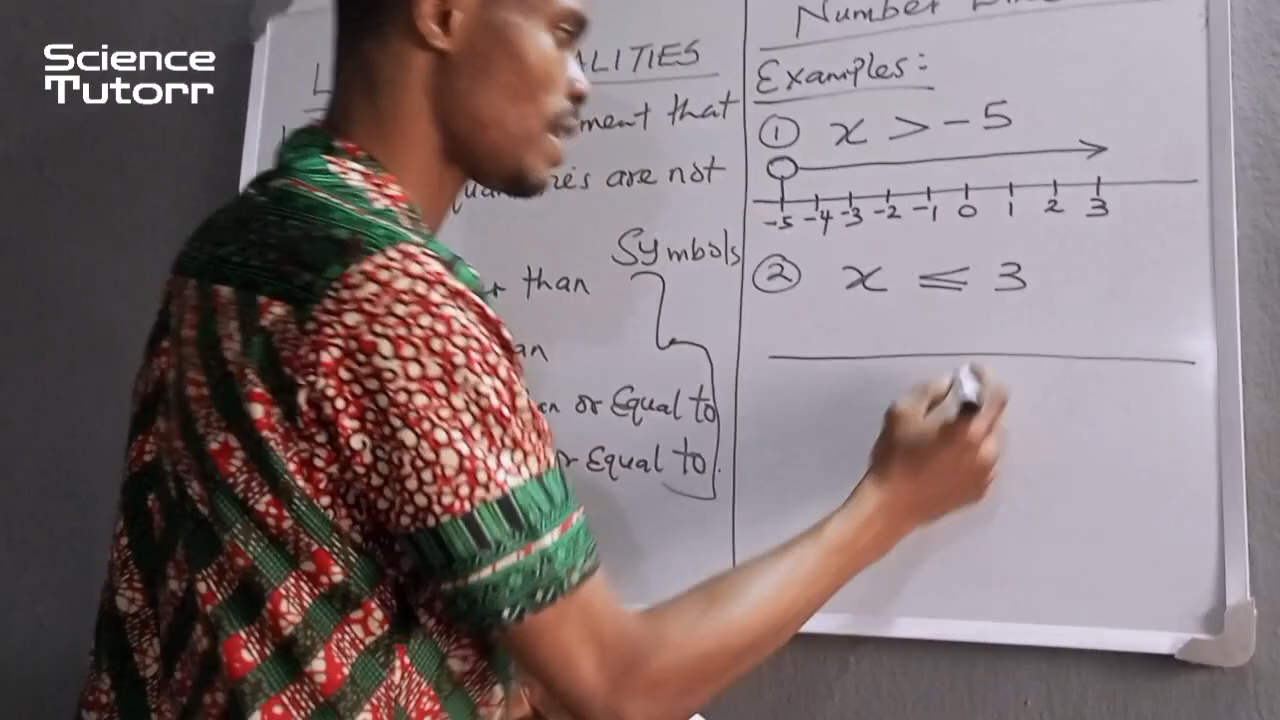 Science
Tutorr
ALITIES
ment that
are not
Symbols
than
an
or Equal to
Equal to
Number
Examples:
① x > -5
-5 -4 -3 -2 -1 0 1 2 3
② x ≤ 3